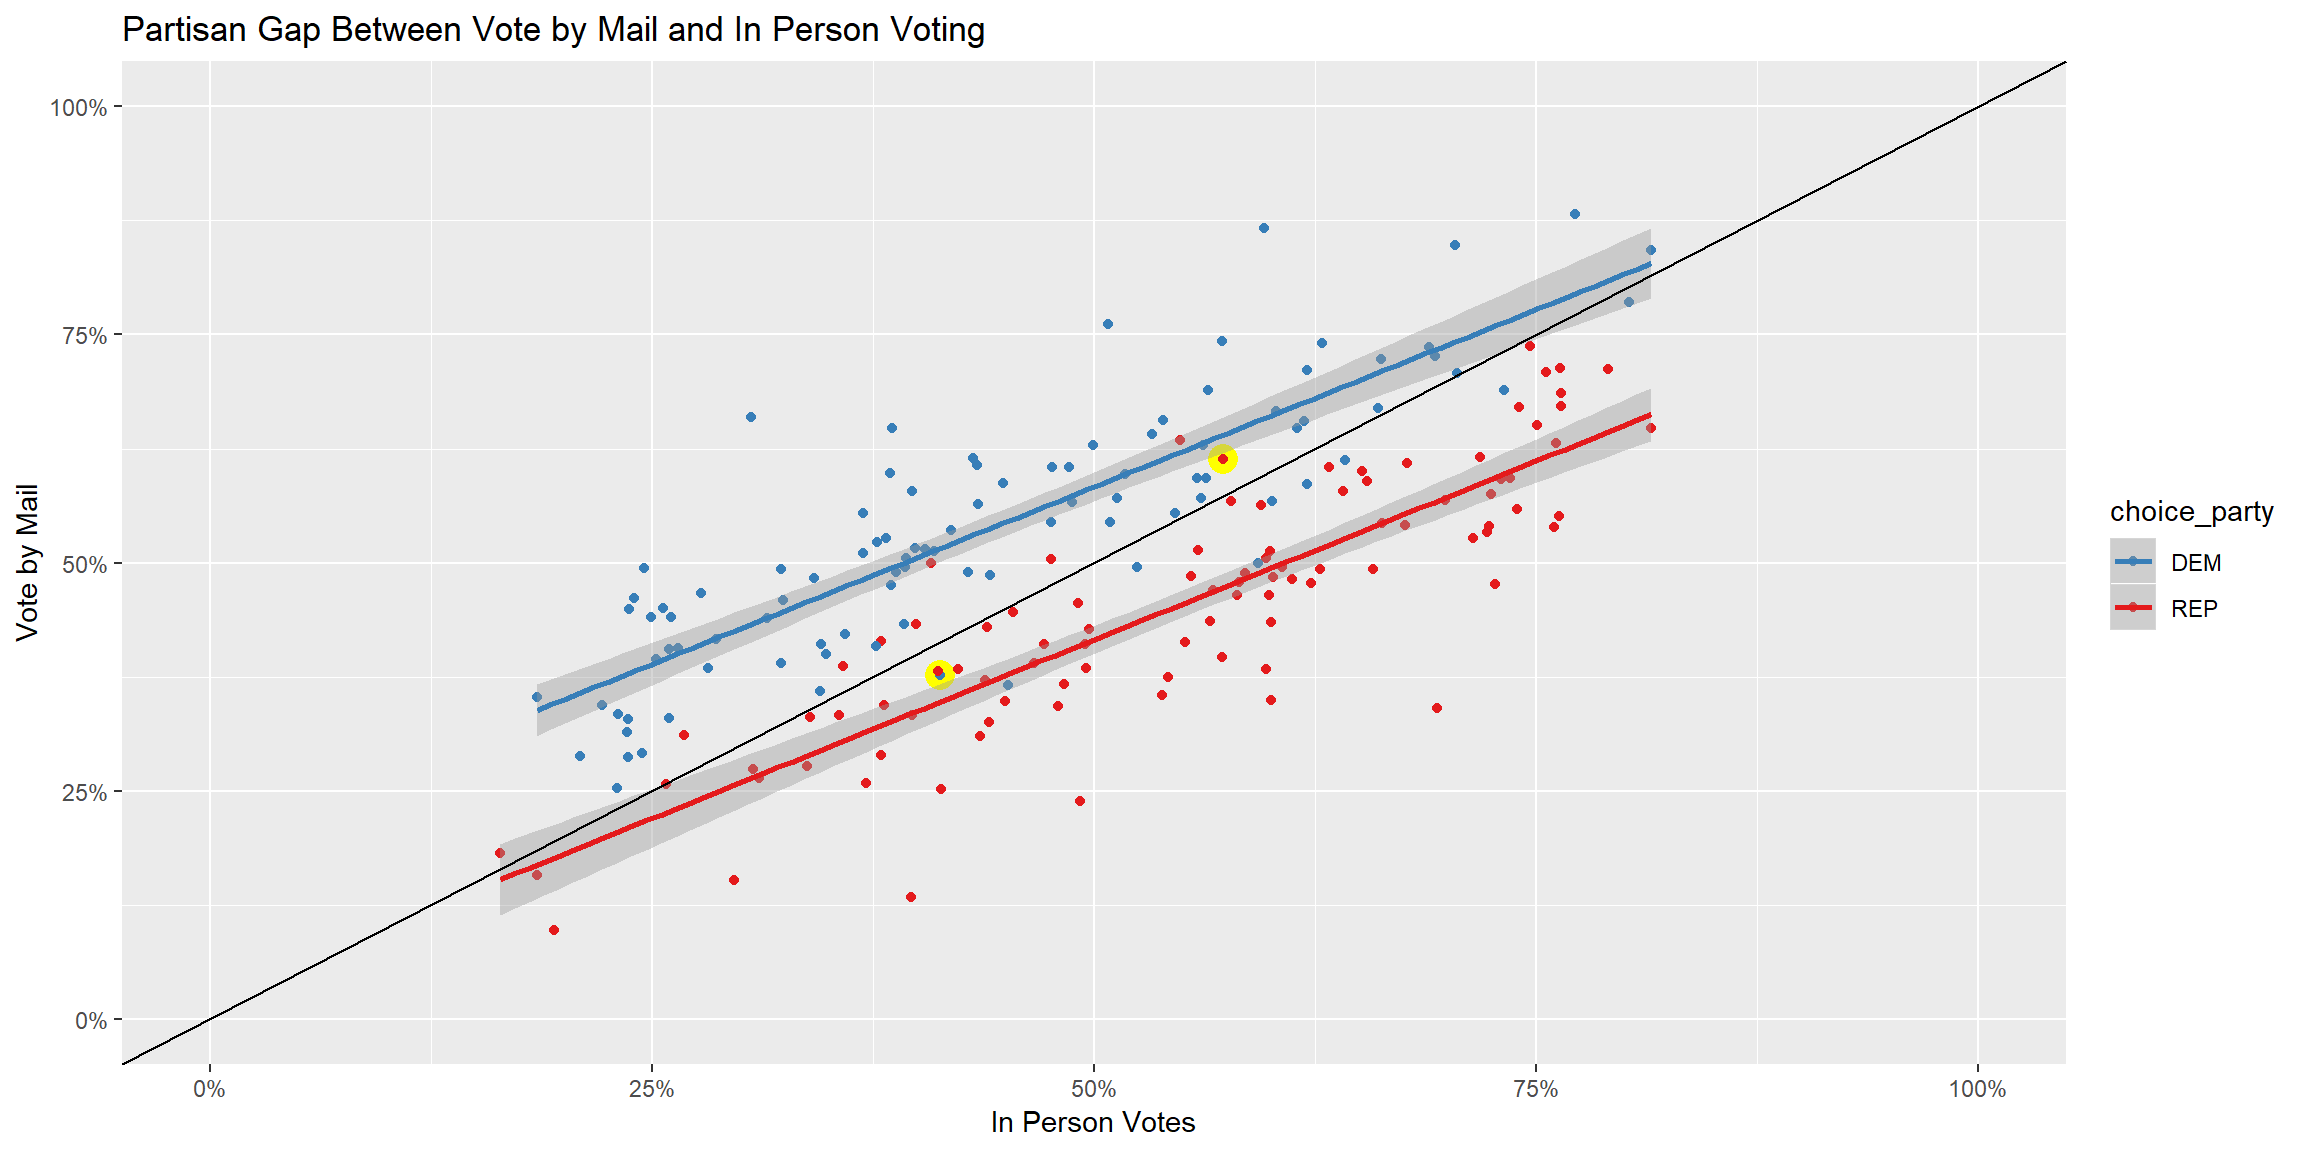 Partisan Gap Between Vote by Mail and In Person Voting
100%
75%
50%
25%
0%
Vote by Mail
0%
25%
50%
75%
100%
In Person Votes
choice_party
DEM
REP